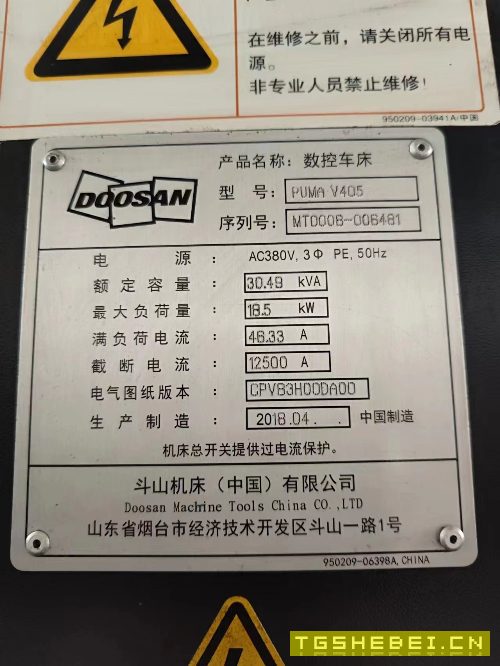 在维修之前，请关闭所有电
源。
非专业人员禁止维修！
950209-03941A,中国
DOOSAN
产品名称： 数控车床
型 号： PUMA V405
序列号： MT0008-006481
电 源 ： AC380V, 3Φ PE, 50Hz
额定容量 ： 30.49 kVA
最大负荷量 ： 18.5 kW
满负荷电流 ： 46.33 A
截断电流 ： 12500 A
电气图纸版本 ： CPVB3H00DA00
生产制造 ： 2018.04. . 中国制造
机床总开关提供过电流保护。
斗山机床（中国）有限公司
Doosan Machine Tools China CO.,LTD
山东省烟台市经济技术开发区斗山一路1号
950209-06398A, CHINA
TGSHEBEI.CN